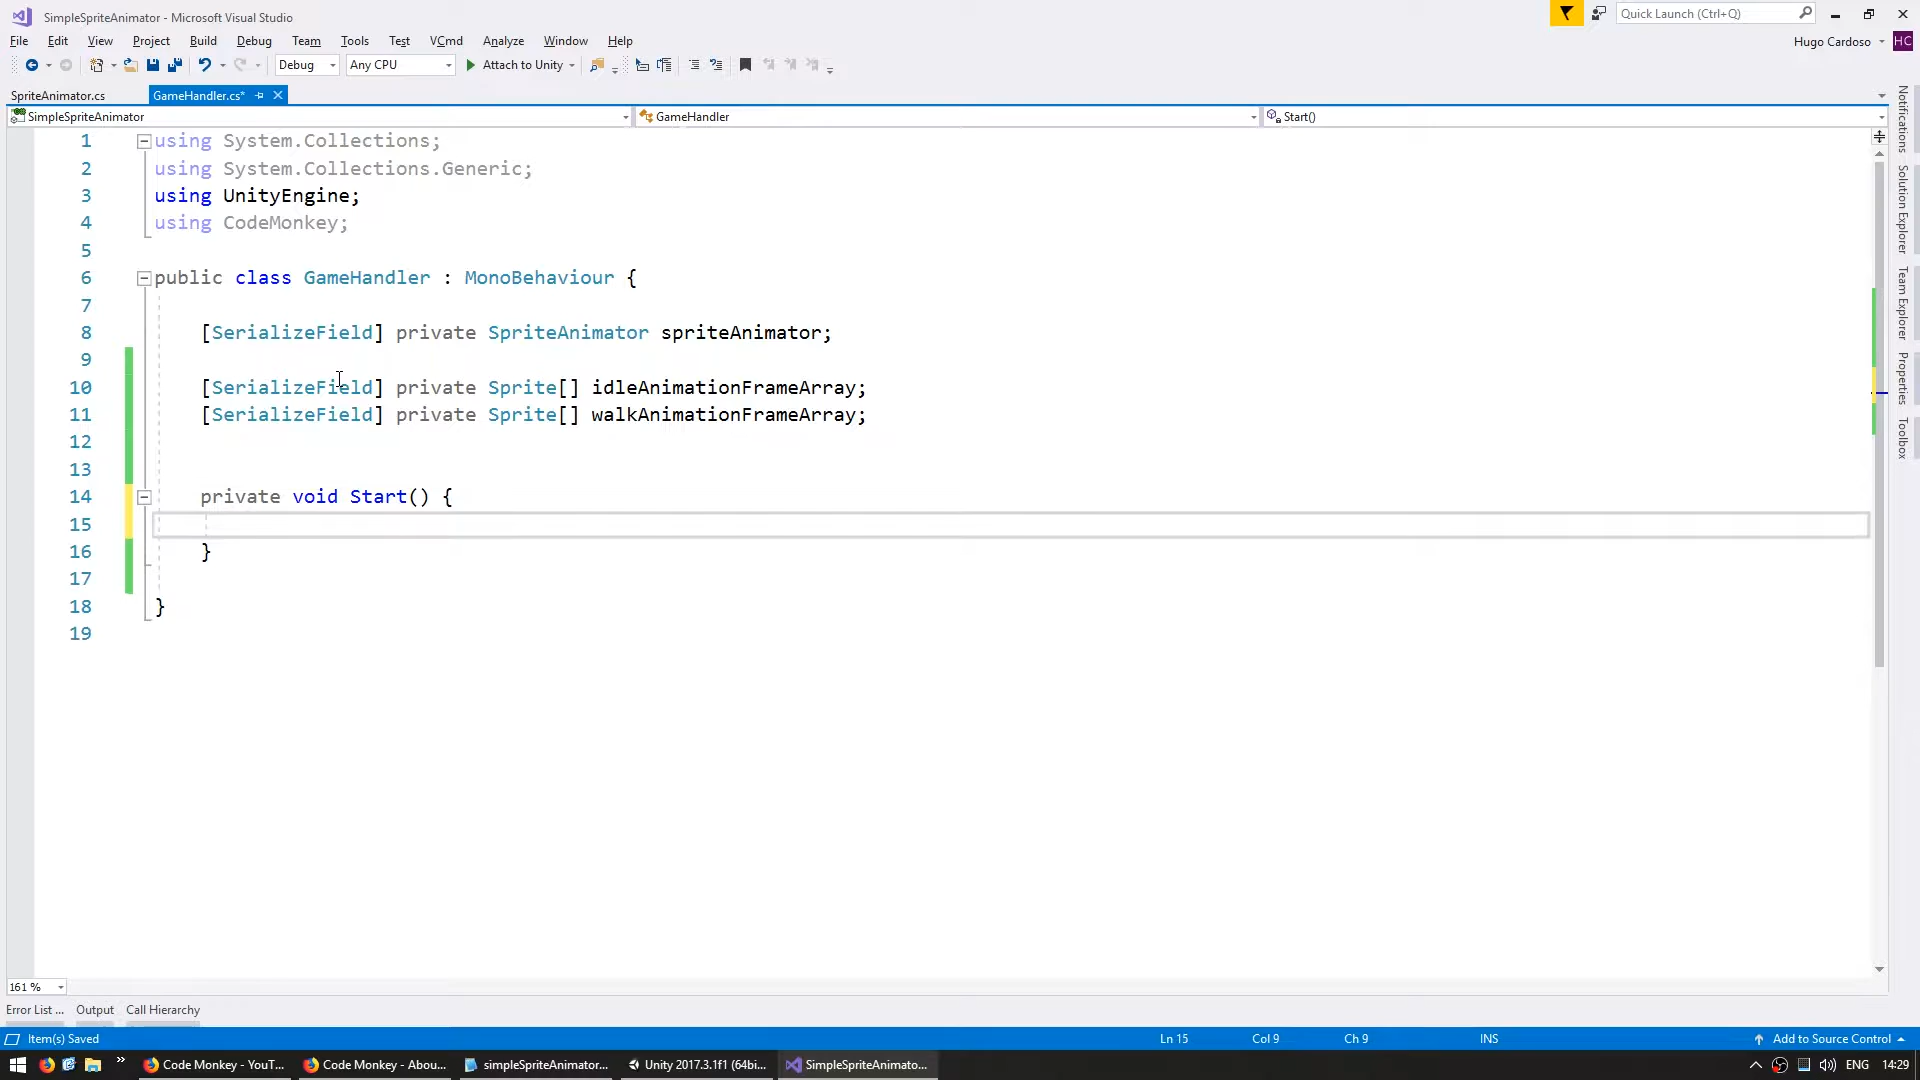 SimpleSpriteAnimator - Microsoft Visual Studio
Quick Launch (Ctrl+Q)
File Edit View Project Build Debug Team Tools Test VCmd Analyze Window Help
Hugo Cardoso HC
Debug Any CPU Attach to Unity
SpriteAnimator.cs GameHandler.cs*
SimpleSpriteAnimator GameHandler Start()
1 using System.Collections;
2 using System.Collections.Generic;
3 using UnityEngine;
4 using CodeMonkey;
5
6 public class GameHandler : MonoBehaviour {
7
8 [SerializeField] private SpriteAnimator spriteAnimator;
9
10 [SerializeField] private Sprite[] idleAnimationFrameArray;
11 [SerializeField] private Sprite[] walkAnimationFrameArray;
12
13
14 private void Start() {
15
16 }
17
18 }
19
Notifications
Solution Explorer
Team Explorer
Properties
Toolbox
161 %
Error List ... Output Call Hierarchy
Item(s) Saved Ln 15 Col 9 Ch 9 INS Add to Source Control
Code Monkey - YouT... Code Monkey - Abou... simpleSpriteAnimator... Unity 2017.3.1f1 (64bi... SimpleSpriteAnimato... ENG 14:29